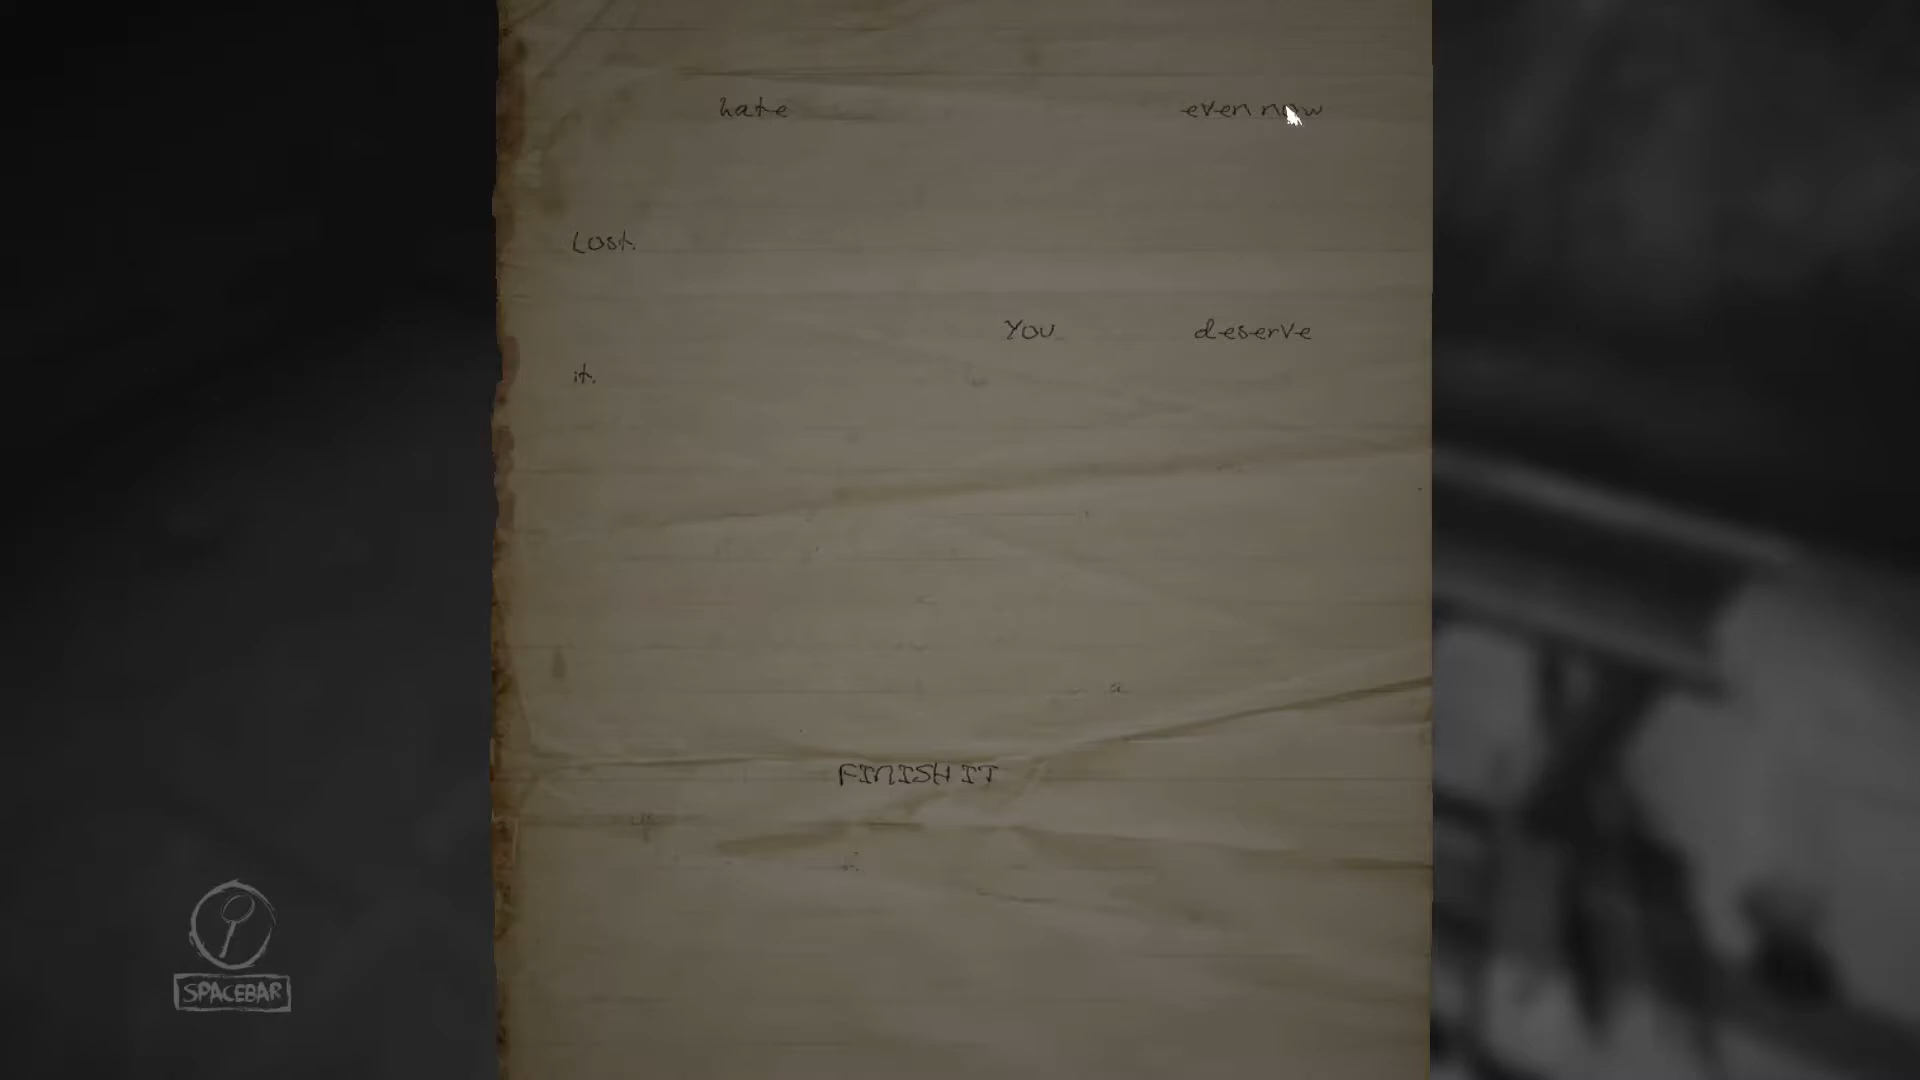 hate even now
Lost.
You deserve
it.
FINISH IT
SPACEBAR